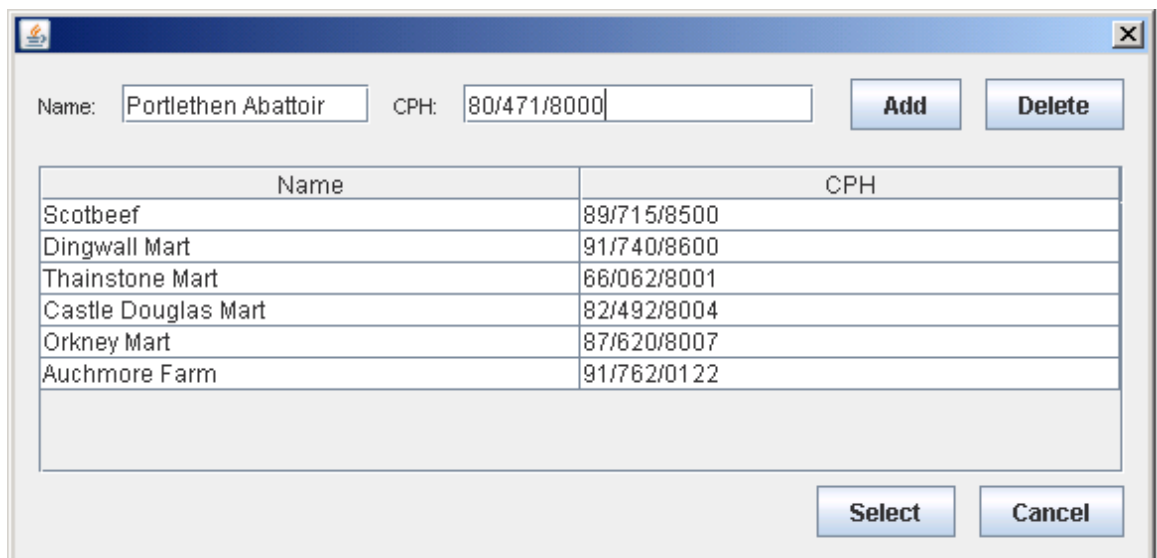 Name: Portlethen Abattoir CPH: 80/471/8000 Add Delete
Name CPH
Scotbeef 89/715/8500
Dingwall Mart 91/740/8600
Thainstone Mart 66/062/8001
Castle Douglas Mart 82/492/8004
Orkney Mart 87/620/8007
Auchmore Farm 91/762/0122
Select Cancel